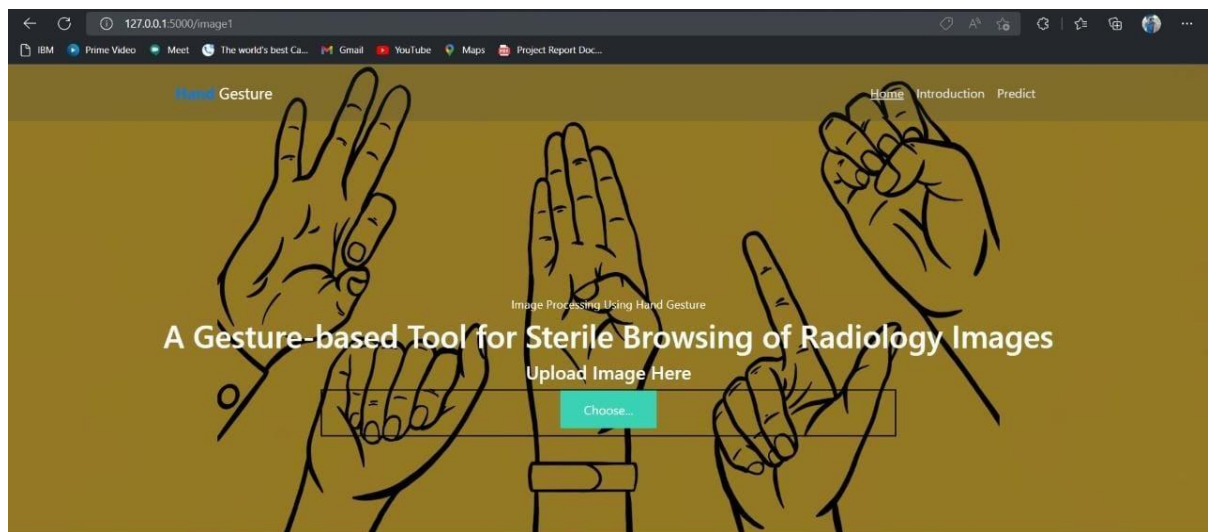 127.0.0.1:5000/image1
IBM Prime Video Meet The world's best Ca... Gmail YouTube Maps Project Report Doc...
Hand Gesture Home Introduction Predict
Image Processing Using Hand Gesture
A Gesture-based Tool for Sterile Browsing of Radiology Images
Upload Image Here
Choose...